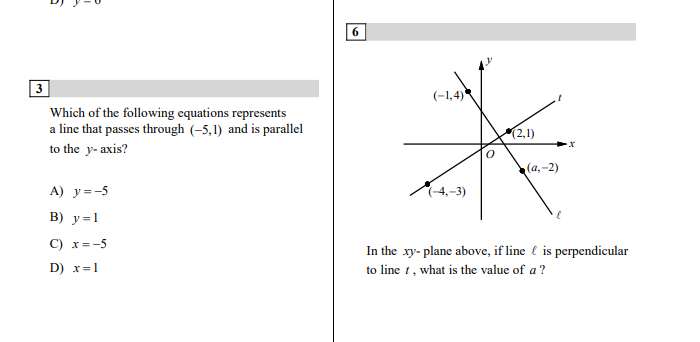 D) y = 6
3
Which of the following equations represents
a line that passes through (−5,1) and is parallel
to the y- axis?
A) y = −5
B) y = 1
C) x = −5
D) x = 1
6
y
(−1,4)
t
(2,1)
x
O
(a,−2)
(−4,−3)
ℓ
In the xy- plane above, if line ℓ is perpendicular
to line t , what is the value of a ?